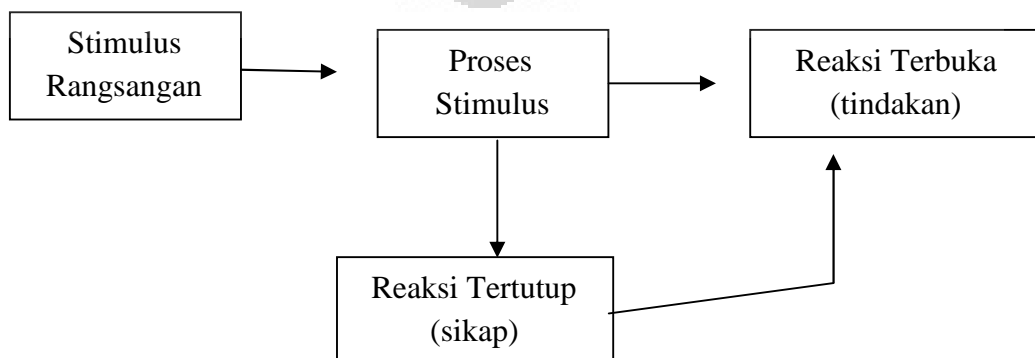 Stimulus
Rangsangan
Proses
Stimulus
Reaksi Terbuka
(tindakan)
Reaksi Tertutup
(sikap)